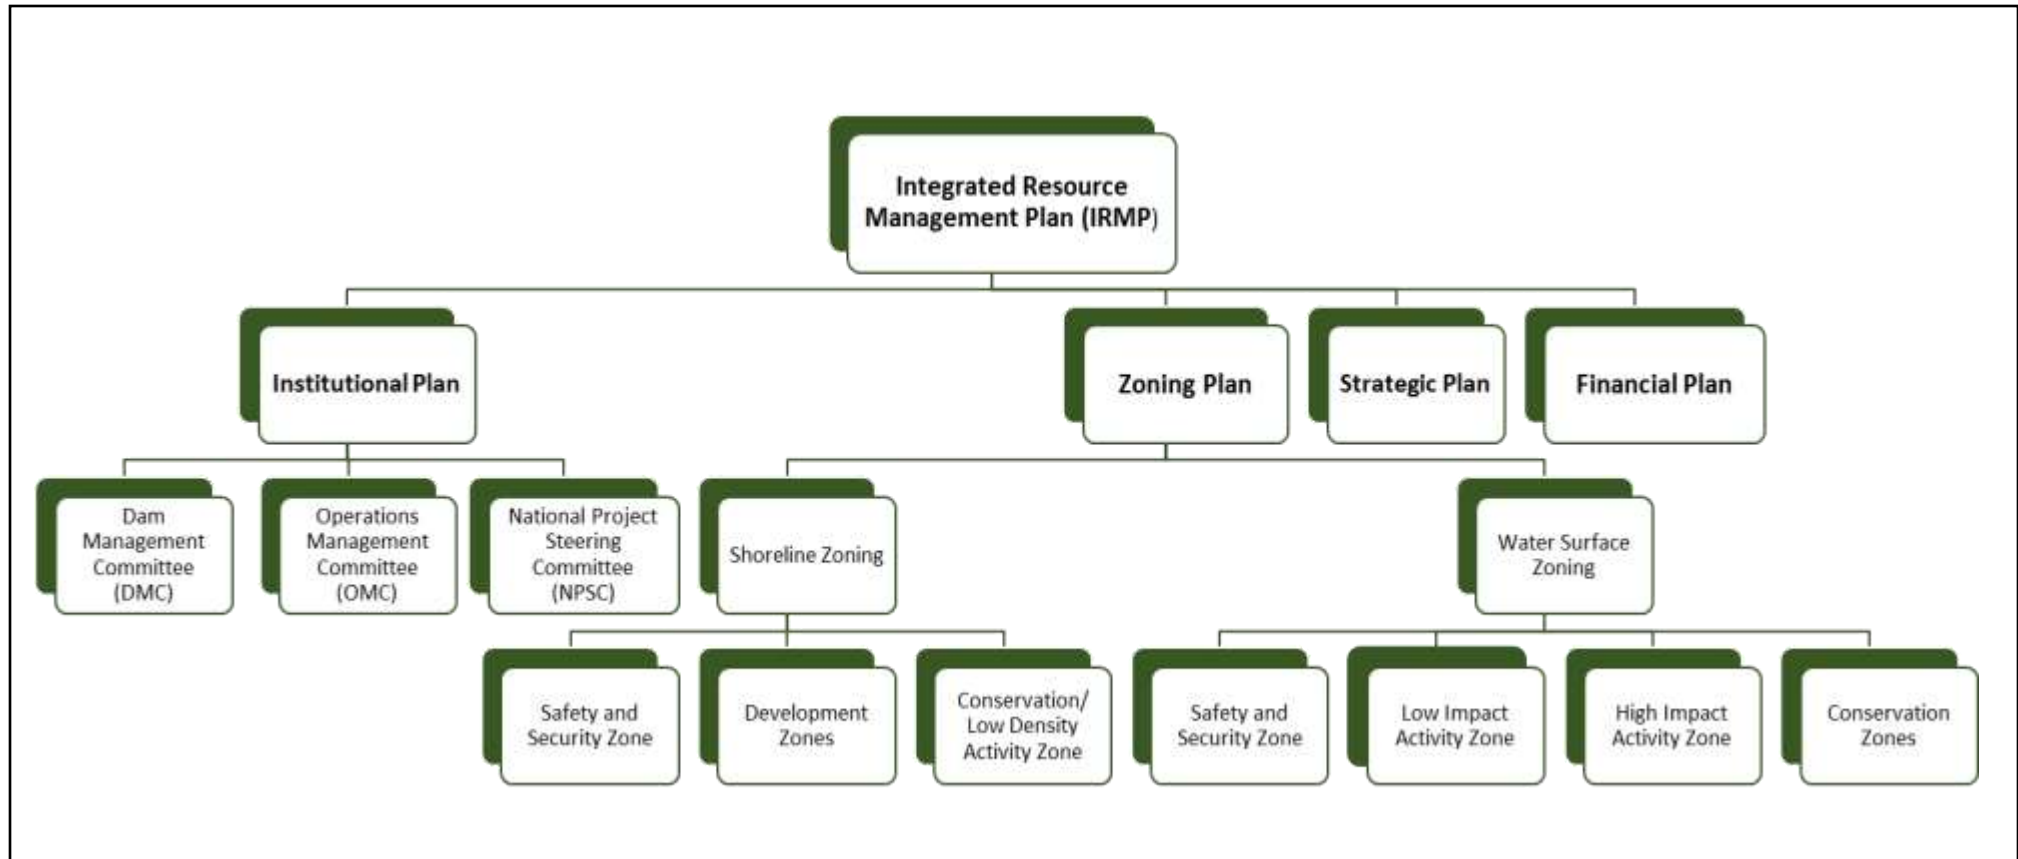 Integrated Resource
Management Plan (IRMP)
Institutional Plan
Zoning Plan
Strategic Plan
Financial Plan
Dam
Management
Committee
(DMC)
Operations
Management
Committee
(OMC)
National Project
Steering
Committee
(NPSC)
Shoreline Zoning
Water Surface
Zoning
Safety and
Security Zone
Development
Zones
Conservation/
Low Density
Activity Zone
Safety and
Security Zone
Low Impact
Activity Zone
High Impact
Activity Zone
Conservation
Zones